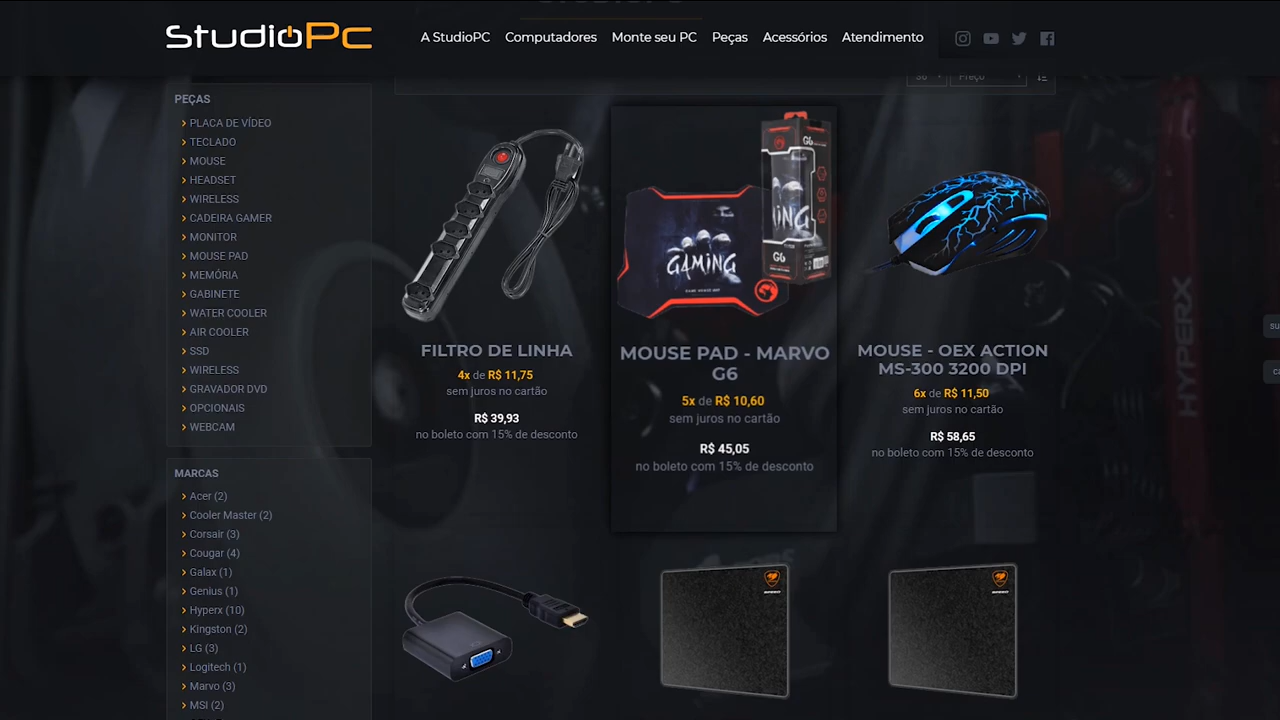 StudioPc
A StudioPC
Computadores
Monte seu PC
Peças
Acessórios
Atendimento
Preço
PEÇAS
PLACA DE VÍDEO
TECLADO
MOUSE
HEADSET
WIRELESS
CADEIRA GAMER
MONITOR
MOUSE PAD
MEMÓRIA
GABINETE
WATER COOLER
AIR COOLER
SSD
WIRELESS
GRAVADOR DVD
OPCIONAIS
WEBCAM
MARCAS
Acer (2)
Cooler Master (2)
Corsair (3)
Cougar (4)
Galax (1)
Genius (1)
Hyperx (10)
Kingston (2)
LG (3)
Logitech (1)
Marvo (3)
MSI (2)
FILTRO DE LINHA
4x de R$ 11,75
sem juros no cartão
R$ 39,93
no boleto com 15% de desconto
G6
GAMING
G6
MOUSE PAD - MARVO
G6
5x de R$ 10,60
sem juros no cartão
R$ 45,05
no boleto com 15% de desconto
MOUSE - OEX ACTION
MS-300 3200 DPI
6x de R$ 11,50
sem juros no cartão
R$ 58,65
no boleto com 15% de desconto
HYPERX
SPEED
SPEED